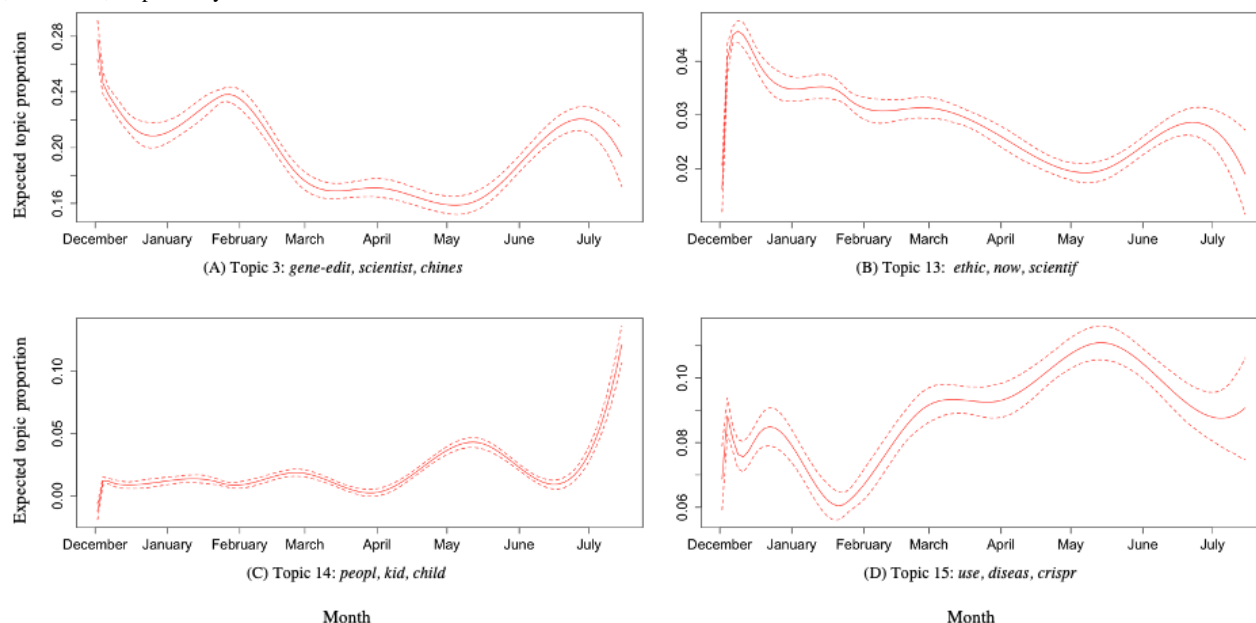 Expected topic proportion
0.28
0.24
0.20
0.16
December January February March April May June July
(A) Topic 3: gene-edit, scientist, chines
0.04
0.03
0.02
December January February March April May June July
(B) Topic 13: ethic, now, scientif
Expected topic proportion
0.10
0.05
0.00
December January February March April May June July
(C) Topic 14: peopl, kid, child
Month
0.10
0.08
0.06
December January February March April May June July
(D) Topic 15: use, diseas, crispr
Month